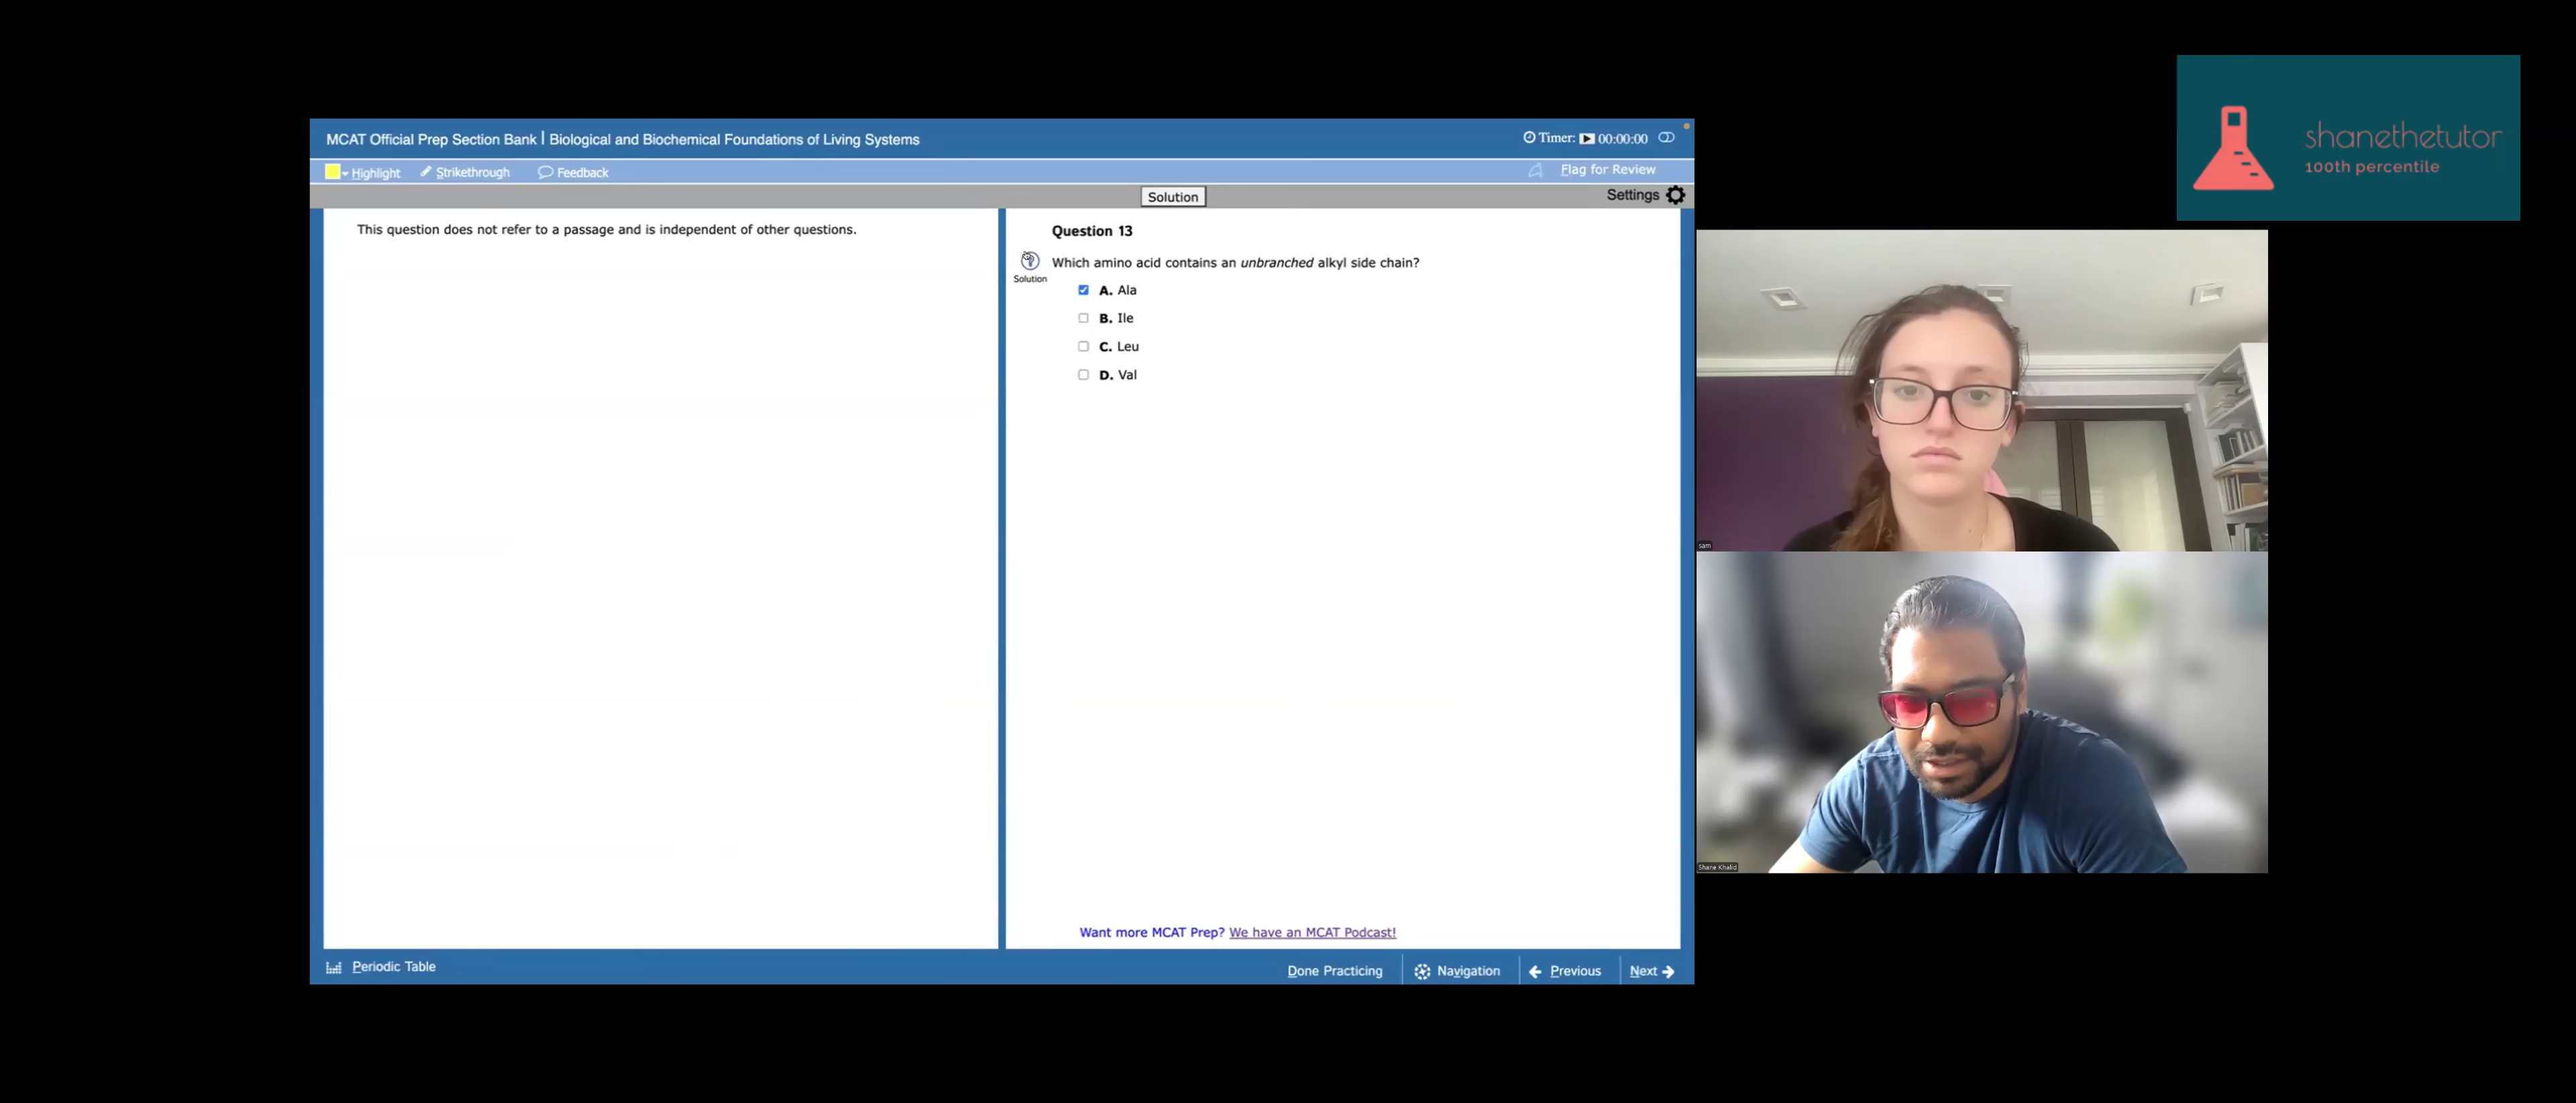 shanethetutor
100th percentile
MCAT Official Prep Section Bank | Biological and Biochemical Foundations of Living Systems
Timer: 00:00:00
Highlight
Strikethrough
Feedback
Flag for Review
Solution
Settings
This question does not refer to a passage and is independent of other questions.
Question 13
Solution
Which amino acid contains an unbranched alkyl side chain?
A. Ala
B. Ile
C. Leu
D. Val
sam
Shane Khalid
Want more MCAT Prep? We have an MCAT Podcast!
Periodic Table
Done Practicing
Navigation
Previous
Next